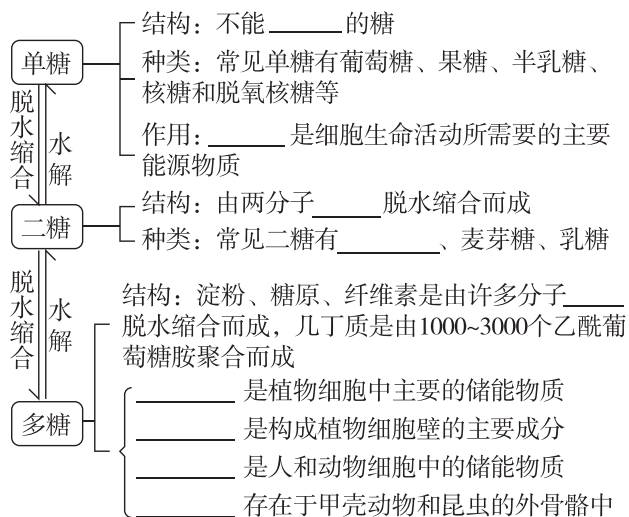 结构：不能______的糖
单糖
种类：常见单糖有葡萄糖、果糖、半乳糖、
核糖和脱氧核糖等
作用：______是细胞生命活动所需要的主要
能源物质
脱水缩合
水解
结构：由两分子______脱水缩合而成
二糖
种类：常见二糖有______、麦芽糖、乳糖
脱水缩合
水解
结构：淀粉、糖原、纤维素是由许多分子______
脱水缩合而成，几丁质是由1000~3000个乙酰葡
萄糖胺聚合而成
多糖
______是植物细胞中主要的储能物质
______是构成植物细胞壁的主要成分
______是人和动物细胞中的储能物质
______存在于甲壳动物和昆虫的外骨骼中